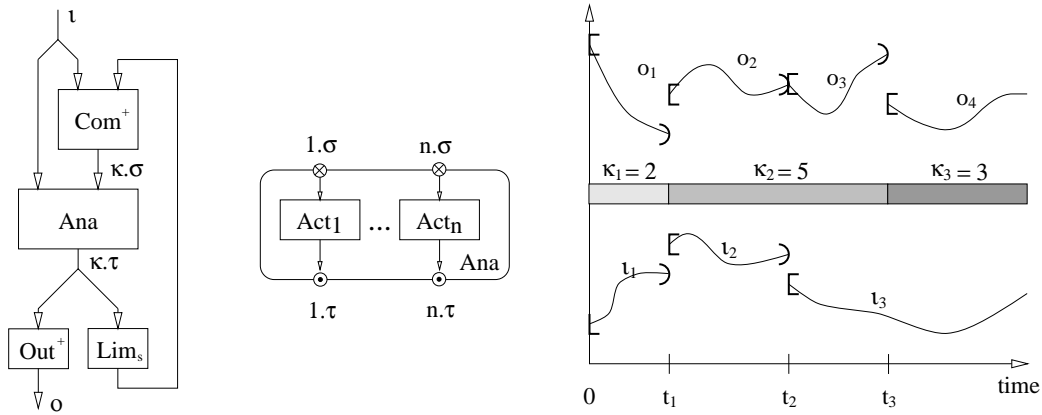 ι
Com+
κ.σ
Ana
κ.τ
Out+
Lims
o
1.σ
n.σ
Act1
...
Actn
Ana
1.τ
n.τ
o1
o2
o3
o4
κ1 = 2
κ2 = 5
κ3 = 3
ι1
ι2
ι3
time
0
t1
t2
t3